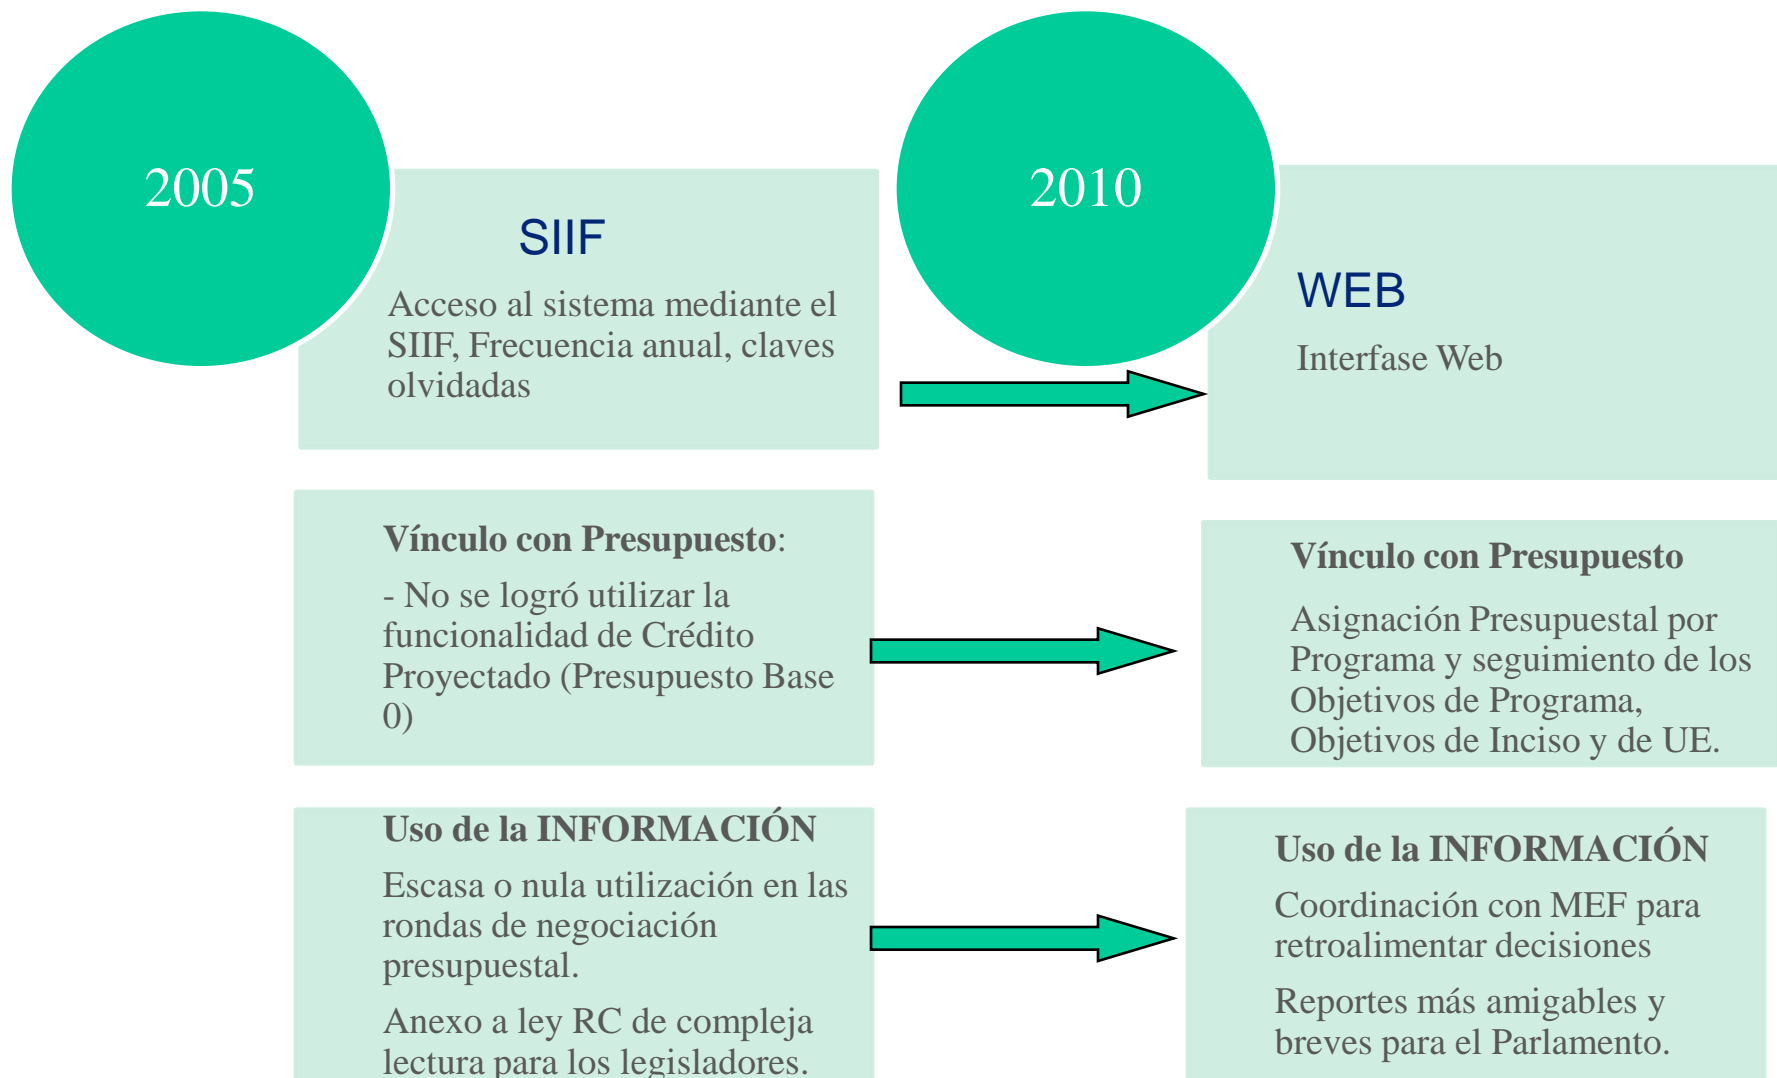 2005
SIIF
Acceso al sistema mediante el
SIIF, Frecuencia anual, claves
olvidadas
2010
WEB
Interfase Web
Vínculo con Presupuesto:
- No se logró utilizar la
funcionalidad de Crédito
Proyectado (Presupuesto Base
0)
Vínculo con Presupuesto
Asignación Presupuestal por
Programa y seguimiento de los
Objetivos de Programa,
Objetivos de Inciso y de UE.
Uso de la INFORMACIÓN
Escasa o nula utilización en las
rondas de negociación
presupuestal.
Anexo a ley RC de compleja
lectura para los legisladores.
Uso de la INFORMACIÓN
Coordinación con MEF para
retroalimentar decisiones
Reportes más amigables y
breves para el Parlamento.